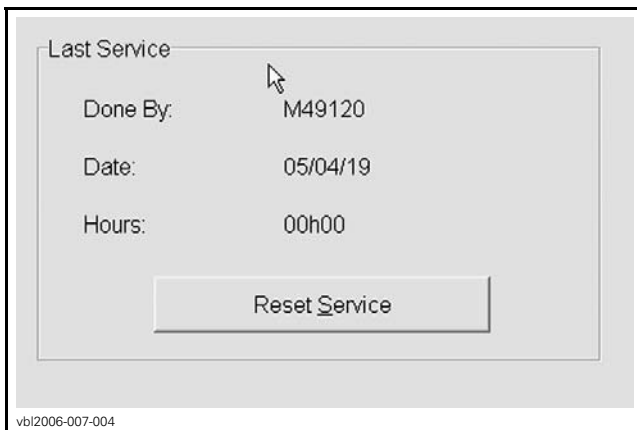 Last Service
Done By: M49120
Date: 05/04/19
Hours: 00h00
Reset Service
vbl2006-007-004